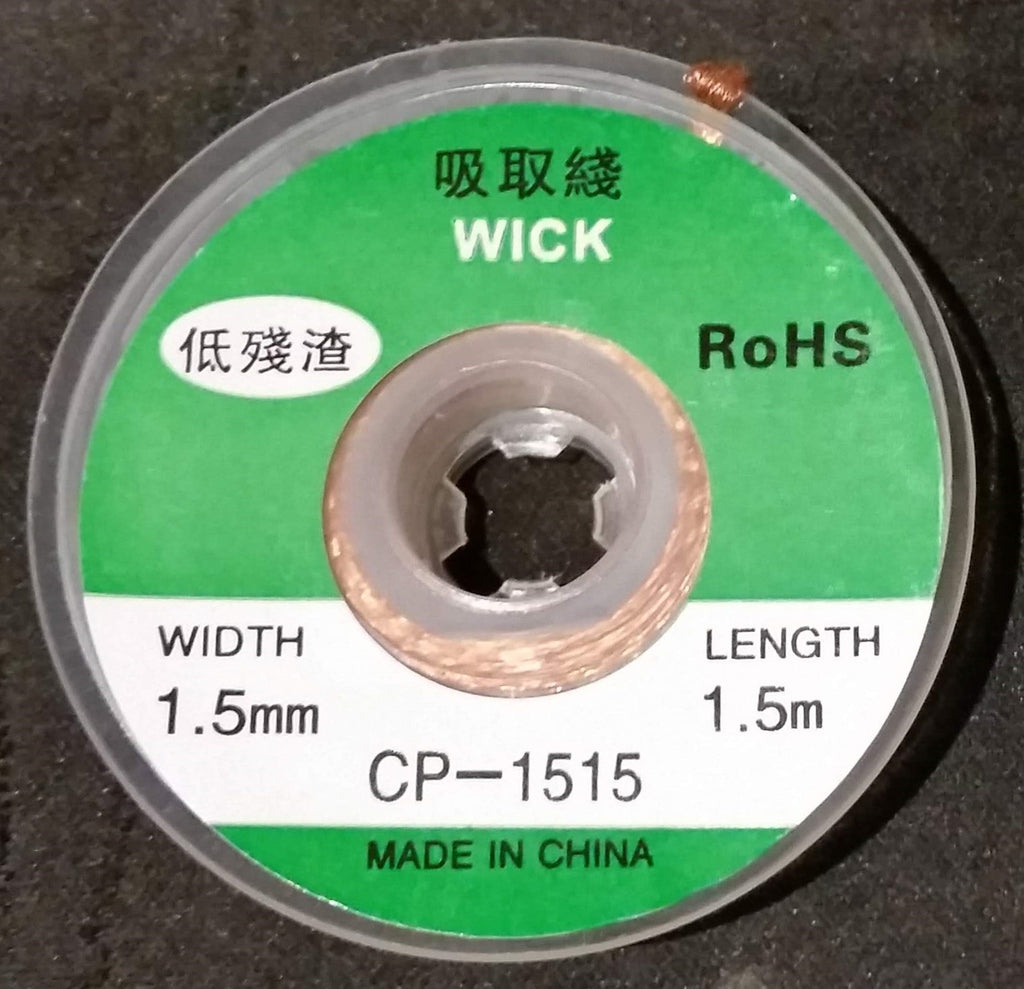 吸取綫
WICK
低殘渣
RoHS
WIDTH
1.5mm
LENGTH
1.5m
CP-1515
MADE IN CHINA